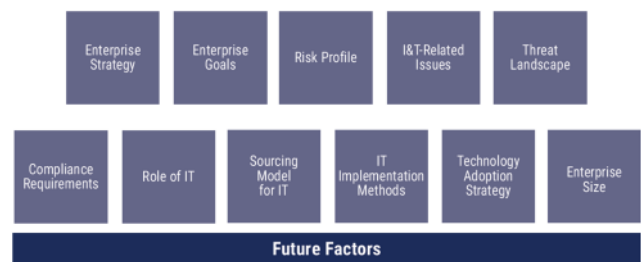 Enterprise
Strategy
Enterprise
Goals
Risk Profile
I&T-Related
Issues
Threat
Landscape
Compliance
Requirements
Role of IT
Sourcing
Model
for IT
IT
Implementation
Methods
Technology
Adoption
Strategy
Enterprise
Size
Future Factors